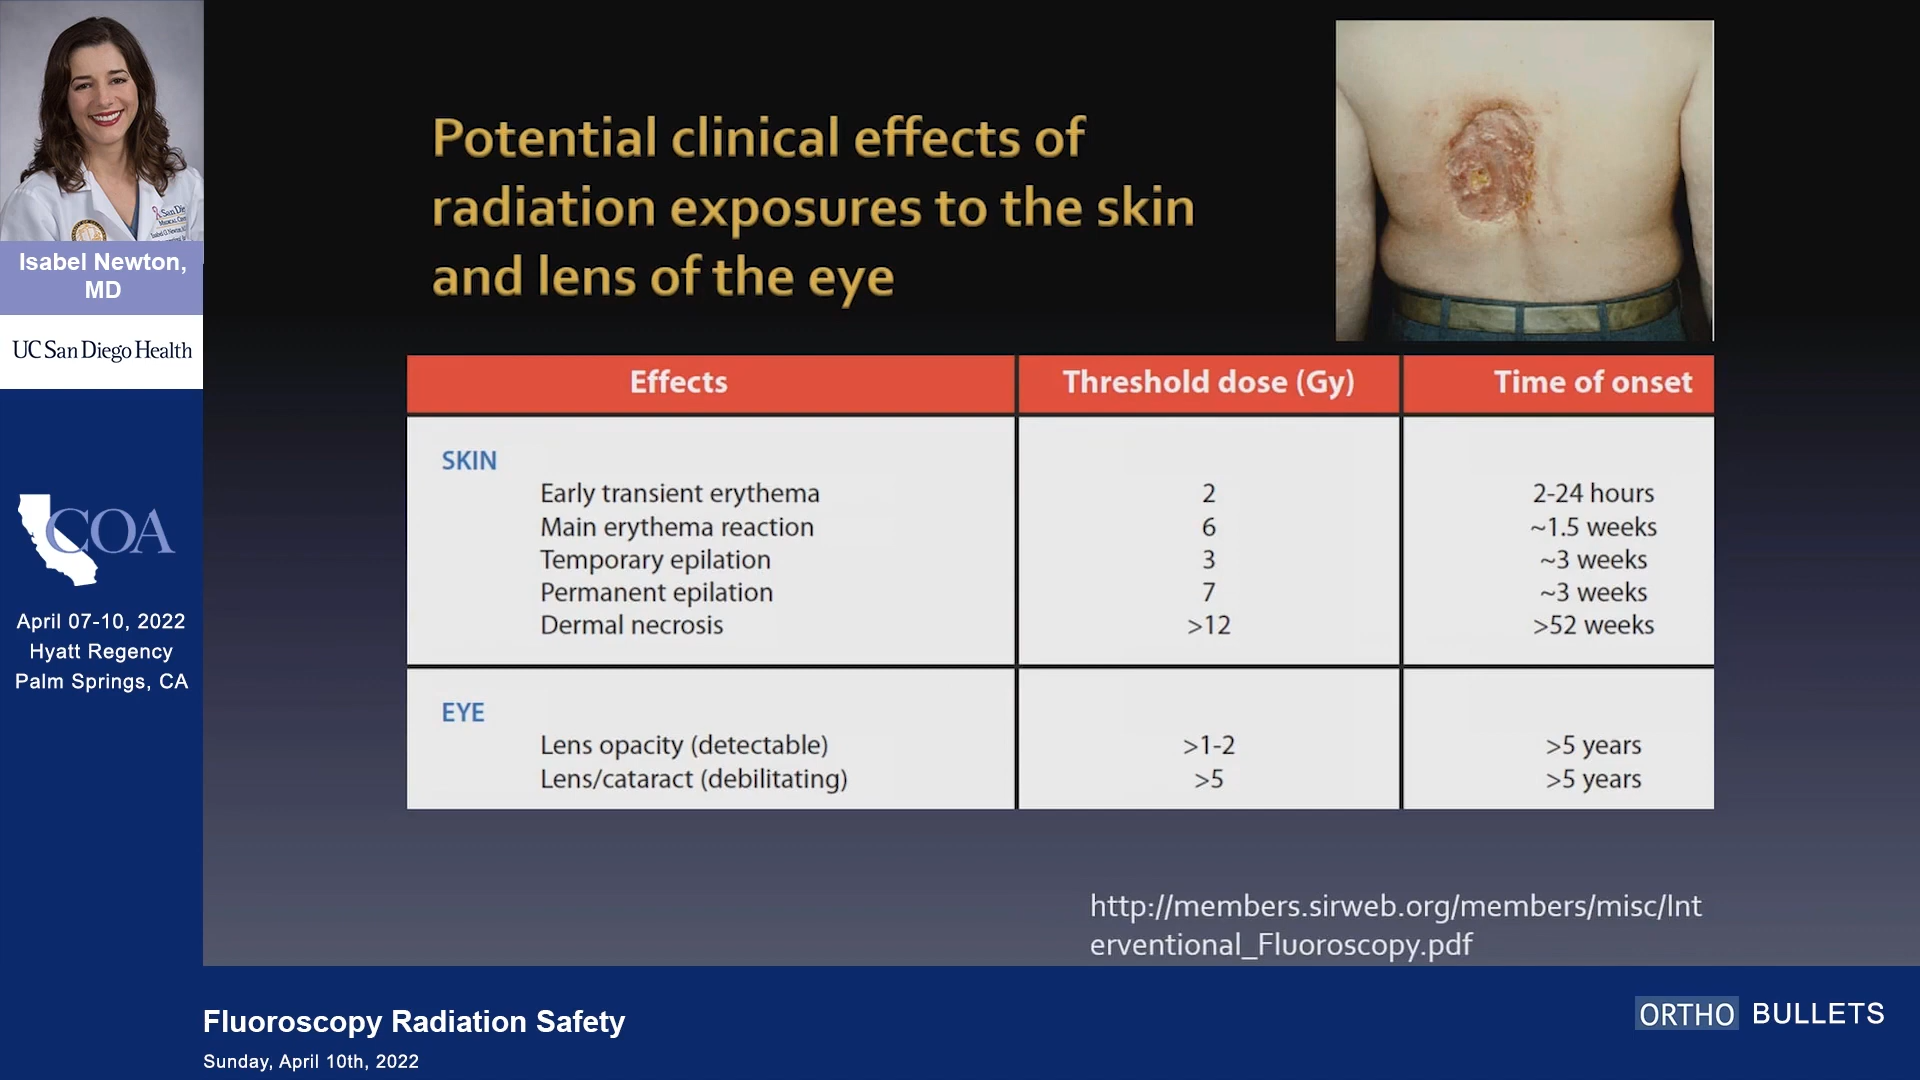 Isabel Newton,
MD
UC San Diego Health
COA
April 07-10, 2022
Hyatt Regency
Palm Springs, CA
Potential clinical effects of
radiation exposures to the skin
and lens of the eye
Effects Threshold dose (Gy) Time of onset
SKIN
Early transient erythema 2 2-24 hours
Main erythema reaction 6 ~1.5 weeks
Temporary epilation 3 ~3 weeks
Permanent epilation 7 ~3 weeks
Dermal necrosis >12 >52 weeks
EYE
Lens opacity (detectable) >1-2 >5 years
Lens/cataract (debilitating) >5 >5 years
http://members.sirweb.org/members/misc/Int
erventional_Fluoroscopy.pdf
Fluoroscopy Radiation Safety
Sunday, April 10th, 2022
ORTHO BULLETS